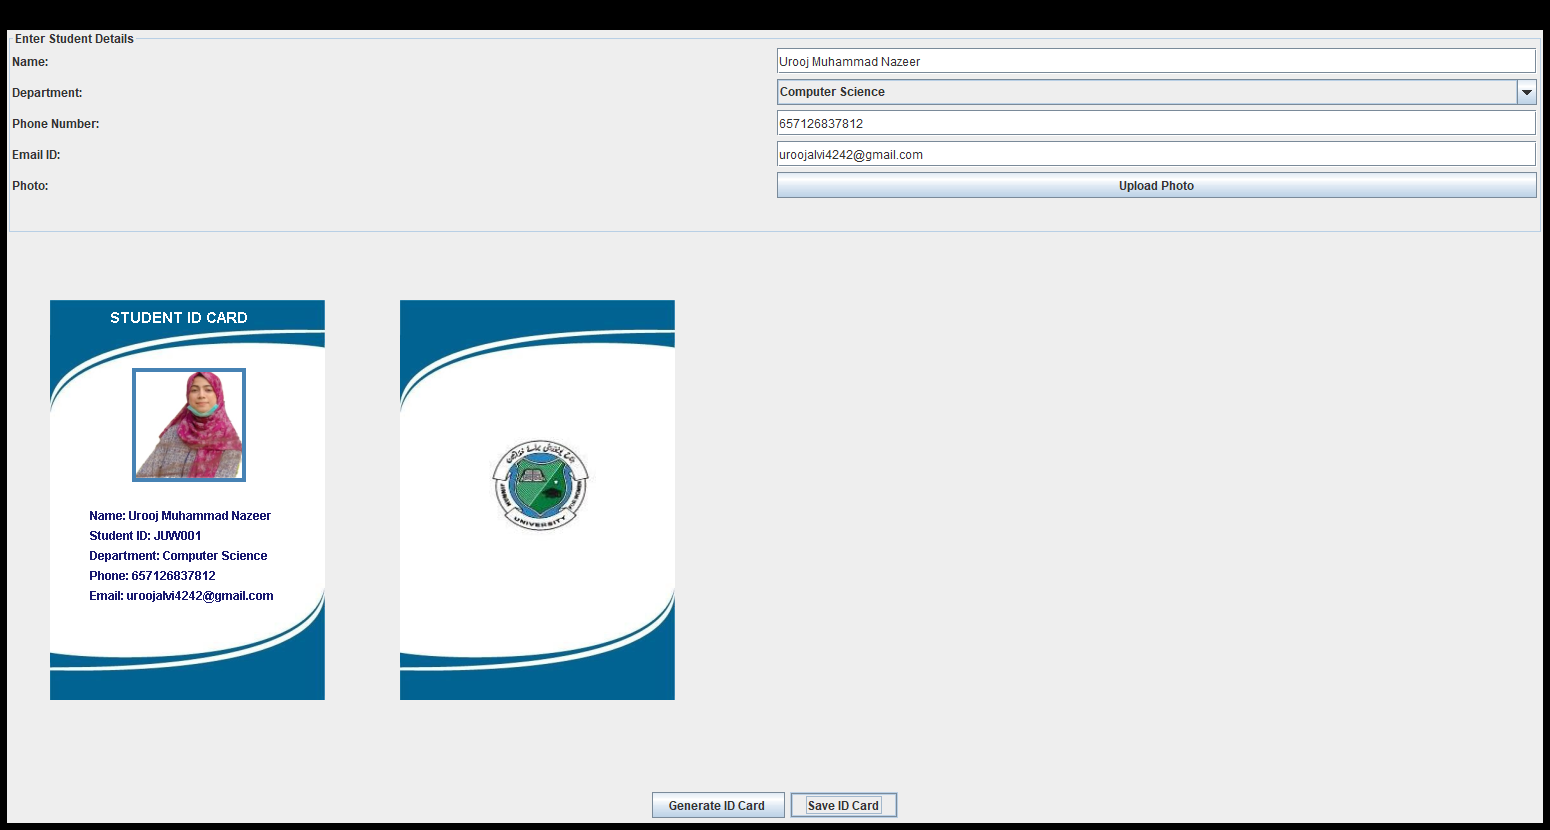 Enter Student Details
Name: Urooj Muhammad Nazeer
Department: Computer Science
Phone Number: 657126837812
Email ID: uroojalvi4242@gmail.com
Photo: Upload Photo
STUDENT ID CARD
Name: Urooj Muhammad Nazeer
Student ID: JUW001
Department: Computer Science
Phone: 657126837812
Email: uroojalvi4242@gmail.com
UNIVERSITY
Generate ID Card
Save ID Card